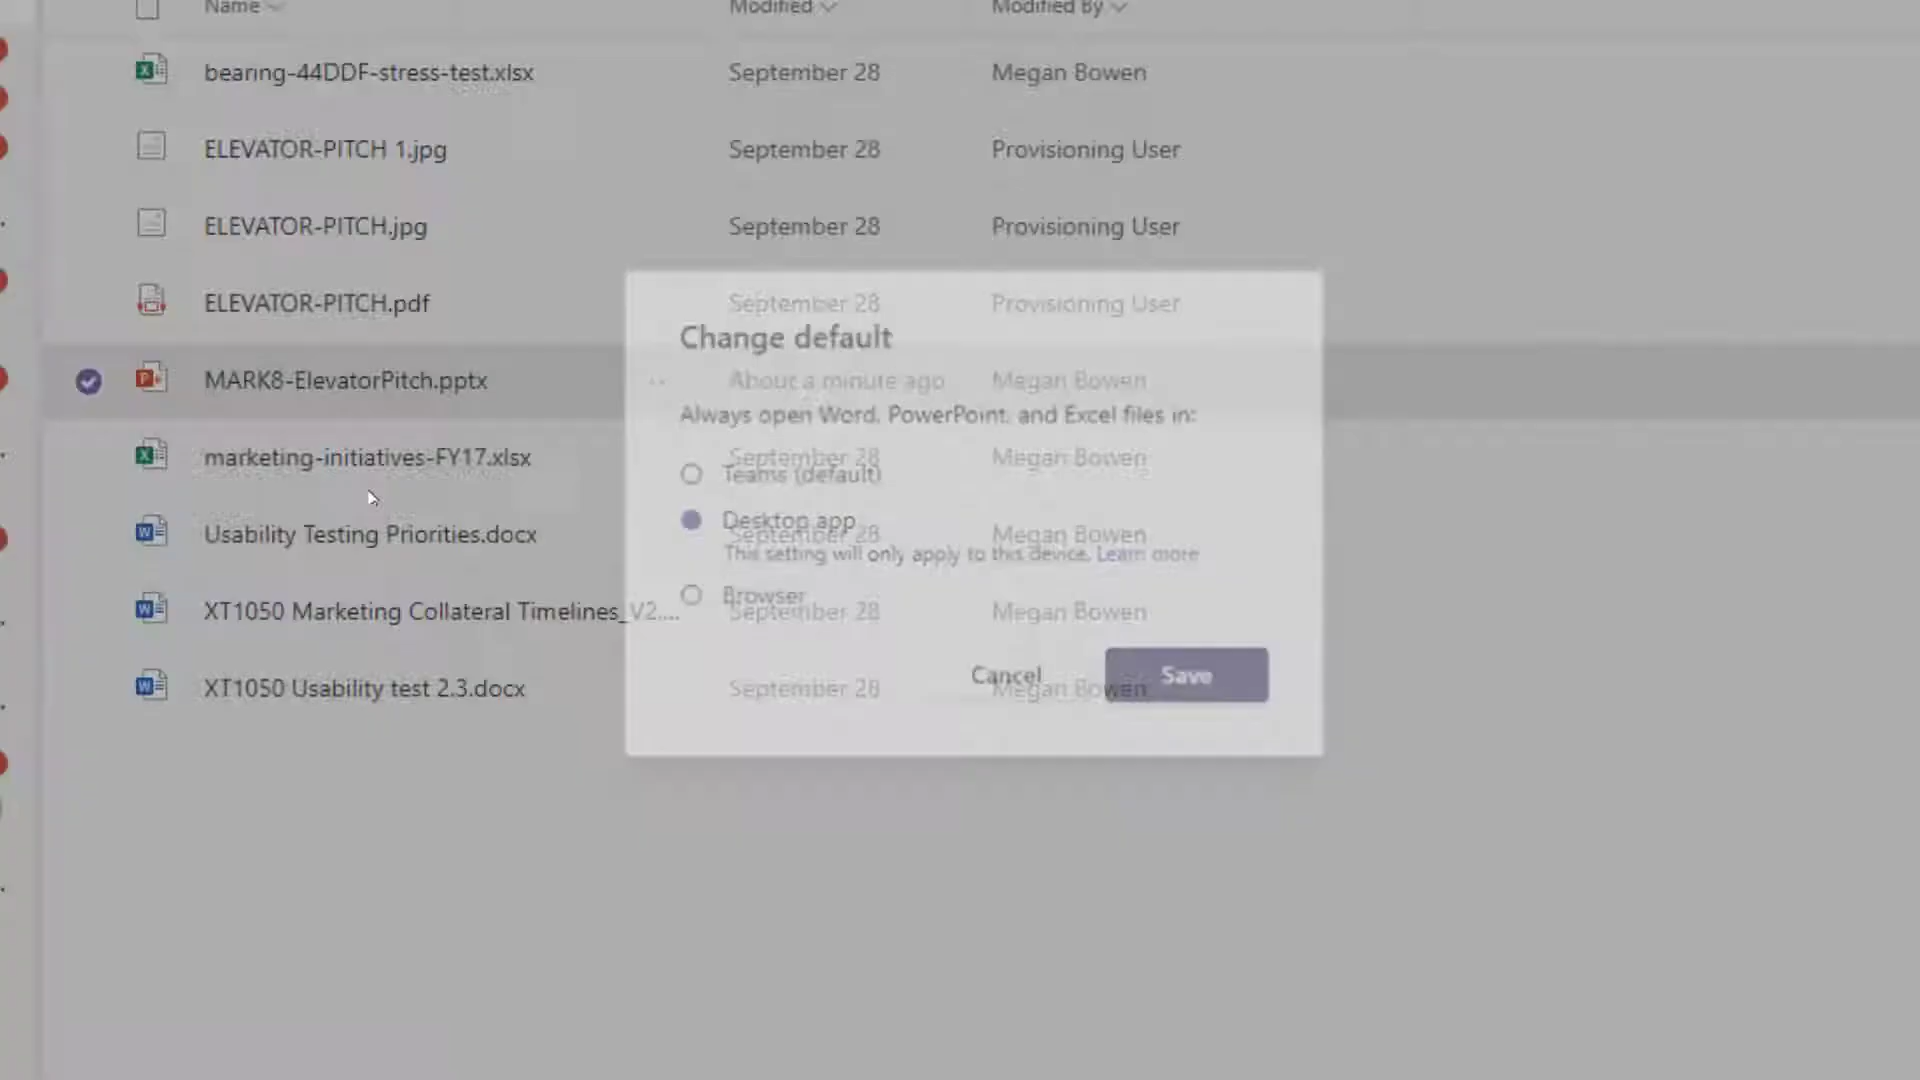 Name Modified Modified By
bearing-44DDF-stress-test.xlsx September 28 Megan Bowen
ELEVATOR-PITCH 1.jpg September 28 Provisioning User
ELEVATOR-PITCH.jpg September 28 Provisioning User
ELEVATOR-PITCH.pdf September 28 Provisioning User
MARK8-ElevatorPitch.pptx About a minute ago Megan Bowen
marketing-initiatives-FY17.xlsx September 28 Megan Bowen
Usability Testing Priorities.docx September 28 Megan Bowen
XT1050 Marketing Collateral Timelines_V2.... September 28 Megan Bowen
XT1050 Usability test 2.3.docx September 28 Megan Bowen
Change default
Always open Word, PowerPoint, and Excel files in:
Teams (default)
Desktop app
This setting will only apply to this device. Learn more
Browser
Cancel Save